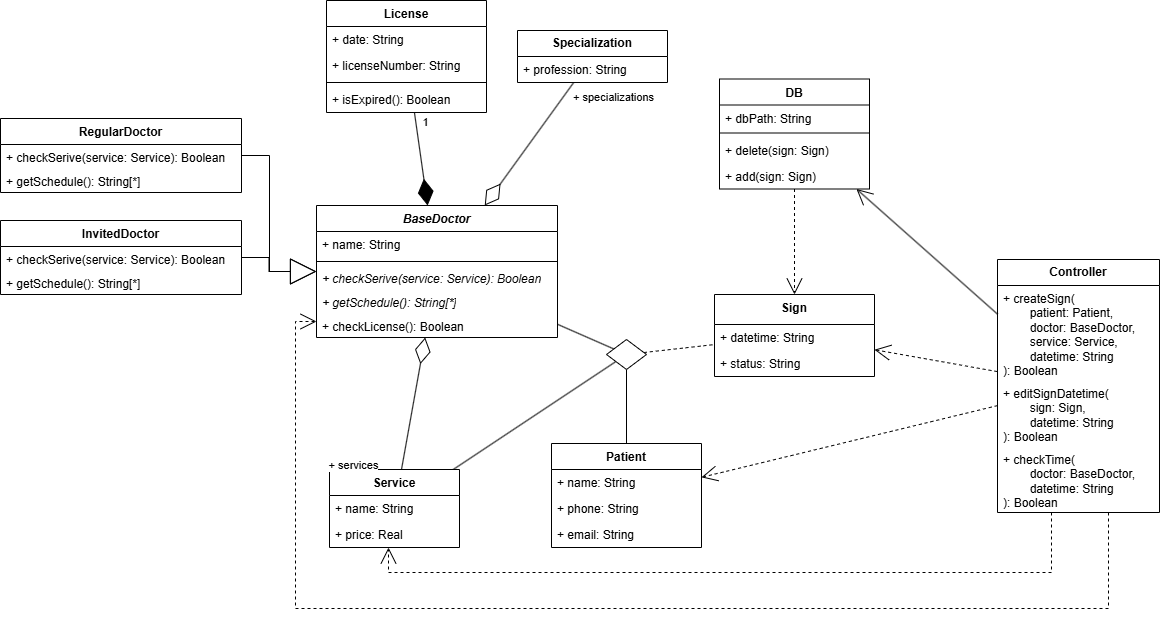 License
+ date: String
+ licenseNumber: String
+ isExpired(): Boolean
1
Specialization
+ profession: String
+ specializations
DB
+ dbPath: String
+ delete(sign: Sign)
+ add(sign: Sign)
RegularDoctor
+ checkSerive(service: Service): Boolean
+ getSchedule(): String[*]
InvitedDoctor
+ checkSerive(service: Service): Boolean
+ getSchedule(): String[*]
BaseDoctor
+ name: String
+ checkSerive(service: Service): Boolean
+ getSchedule(): String[*]
+ checkLicense(): Boolean
Controller
+ createSign(
patient: Patient,
doctor: BaseDoctor,
service: Service,
datetime: String
): Boolean
+ editSignDatetime(
sign: Sign,
datetime: String
): Boolean
+ checkTime(
doctor: BaseDoctor,
datetime: String
): Boolean
Sign
+ datetime: String
+ status: String
+ services
Service
+ name: String
+ price: Real
Patient
+ name: String
+ phone: String
+ email: String